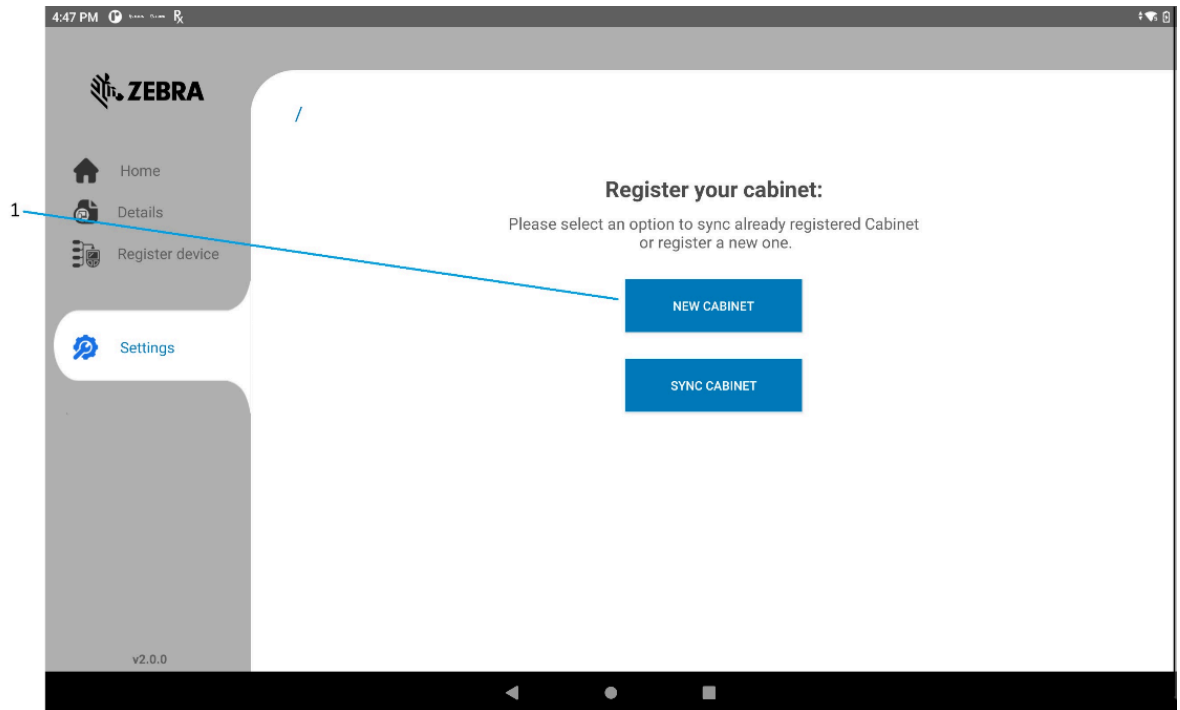 4:47 PM
ZEBRA
/
Home
Details
Register device
Settings
v2.0.0
1
Register your cabinet:
Please select an option to sync already registered Cabinet
or register a new one.
NEW CABINET
SYNC CABINET